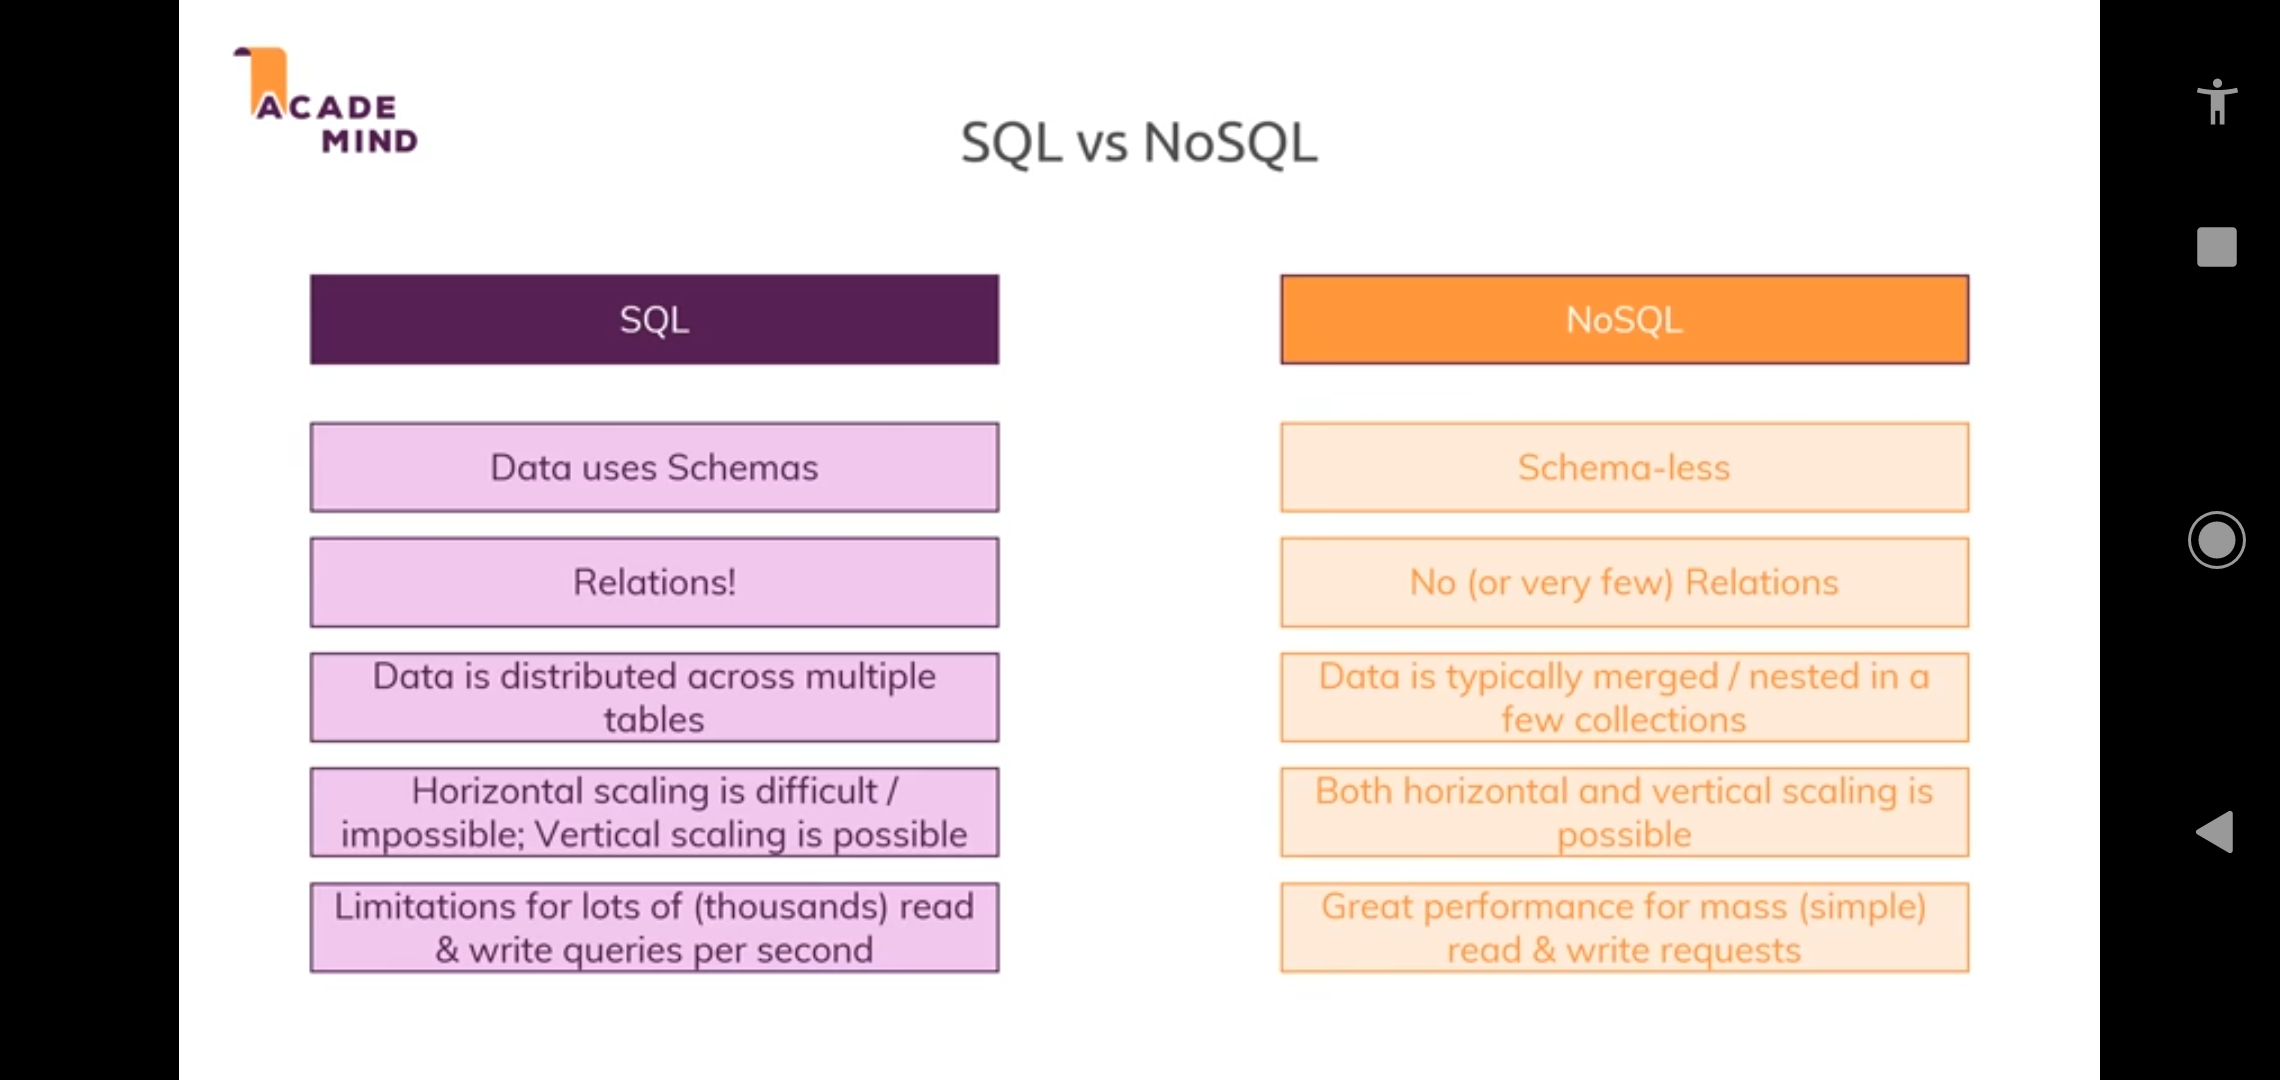 ACADE
MIND
SQL vs NoSQL
SQL
NoSQL
Data uses Schemas
Schema-less
Relations!
No (or very few) Relations
Data is distributed across multiple
tables
Data is typically merged / nested in a
few collections
Horizontal scaling is difficult /
impossible; Vertical scaling is possible
Both horizontal and vertical scaling is
possible
Limitations for lots of (thousands) read
& write queries per second
Great performance for mass (simple)
read & write requests